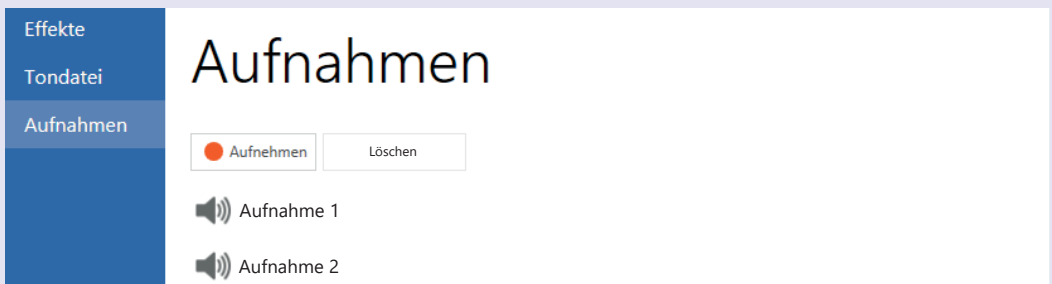 Effekte
Tondatei
Aufnahmen
Aufnahmen
Aufnehmen Löschen
Aufnahme 1
Aufnahme 2